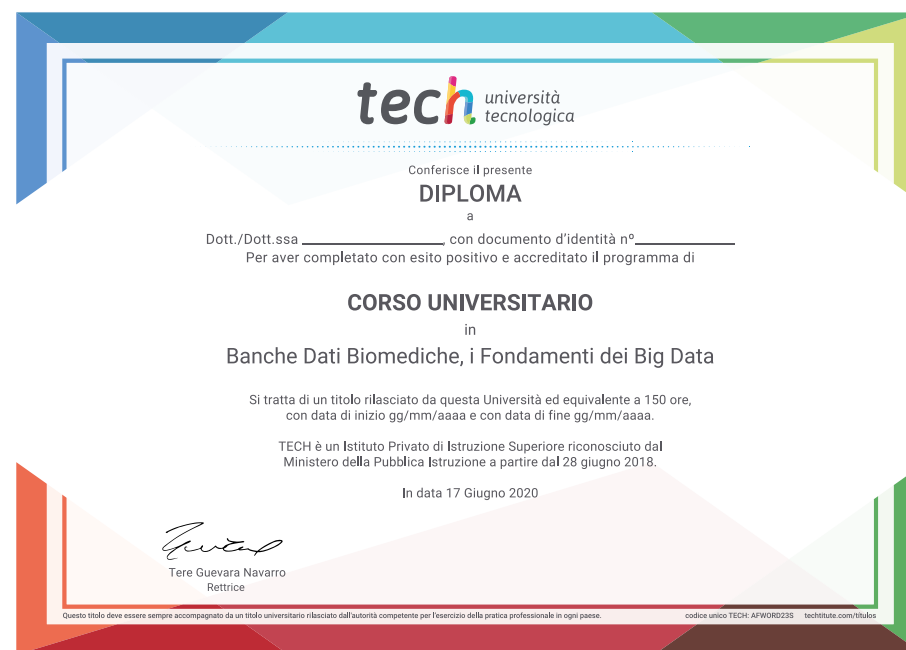 tech università
tecnologica
Conferisce il presente
DIPLOMA
a
Dott./Dott.ssa ____________________, con documento d'identità nº______________
Per aver completato con esito positivo e accreditato il programma di
CORSO UNIVERSITARIO
in
Banche Dati Biomediche, i Fondamenti dei Big Data
Si tratta di un titolo rilasciato da questa Università ed equivalente a 150 ore,
con data di inizio gg/mm/aaaa e con data di fine gg/mm/aaaa.
TECH è un Istituto Privato di Istruzione Superiore riconosciuto dal
Ministero della Pubblica Istruzione a partire dal 28 giugno 2018.
In data 17 Giugno 2020
Tere Guevara Navarro
Rettrice
Questo titolo deve essere sempre accompagnato da un titolo universitario rilasciato dall'autorità competente per l'esercizio della pratica professionale in ogni paese. codice unico TECH: AFWORD23S techtitute.com/titulos